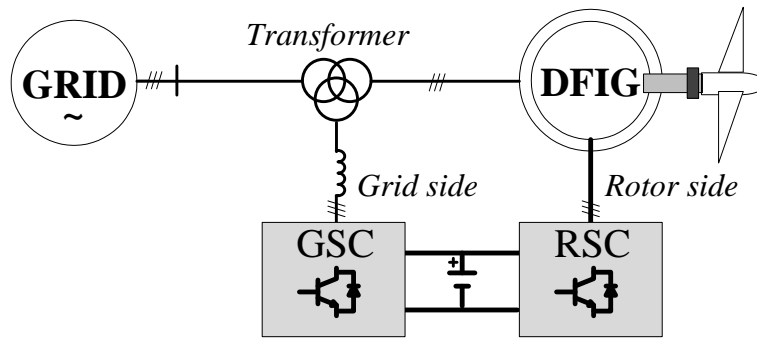 Transformer
GRID
~
DFIG
Grid side
Rotor side
GSC
RSC
+